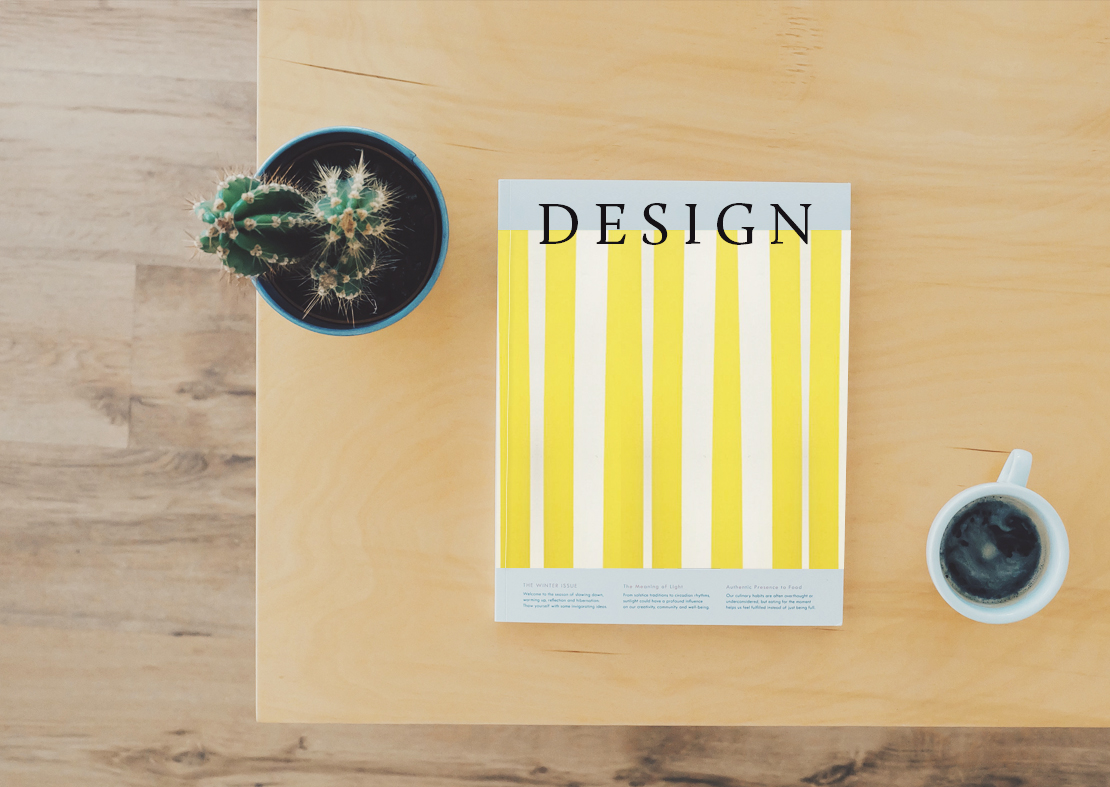 DESIGN
THE WINTER ISSUE
Welcome to the season of slowing down,
warming up, reflection and hibernation.
Thaw yourself with some invigorating ideas.
The Meaning of Light
From solstice traditions to circadian rhythms,
sunlight could have a profound influence
on our creativity, community and well-being.
Authentic Presence to Food
Our culinary habits are often overthought or
underconsidered, but eating for the moment
helps us feel fulfilled instead of just being full.